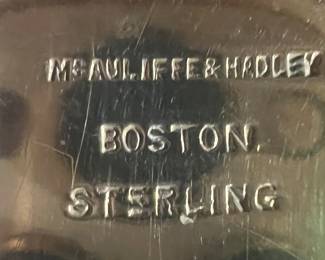 McAULIFFE & HADLEY
BOSTON.
STERLING